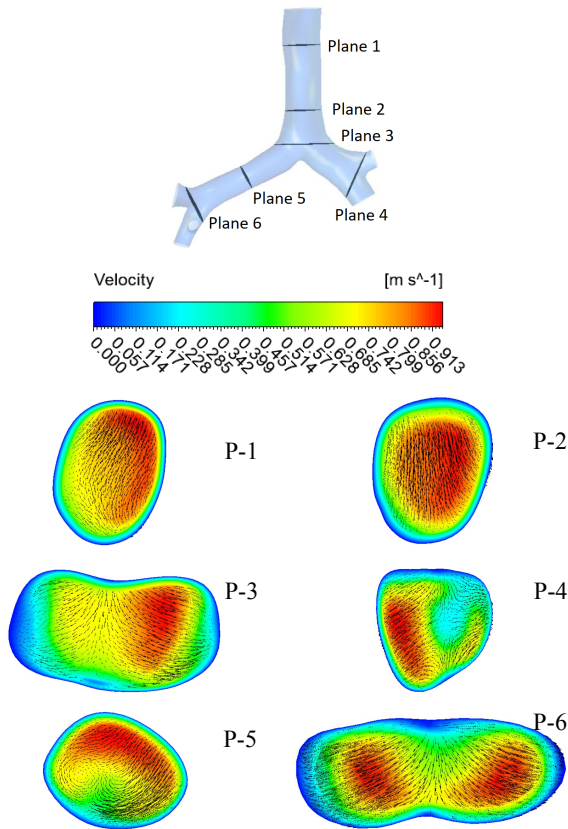 Plane 1
Plane 2
Plane 3
Plane 5
Plane 4
Plane 6
Velocity [m s^-1]
0.000 0.057 0.114 0.171 0.228 0.285 0.342 0.399 0.457 0.514 0.571 0.628 0.685 0.742 0.799 0.856 0.913
P-1
P-2
P-3
P-4
P-5
P-6